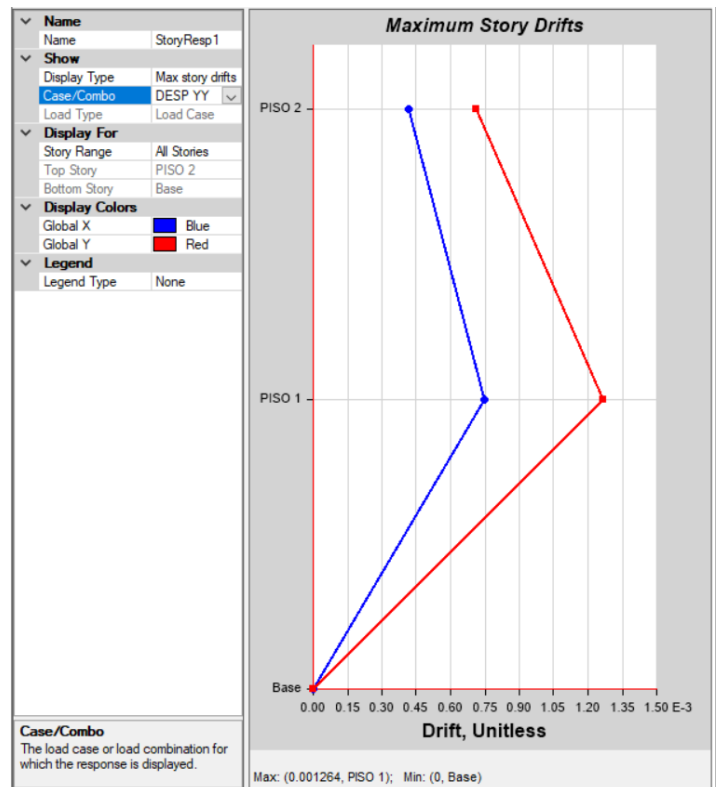 Name
Name StoryResp1
Show
Display Type Max story drifts
Case/Combo DESP YY
Load Type Load Case
Display For
Story Range All Stories
Top Story PISO 2
Bottom Story Base
Display Colors
Global X Blue
Global Y Red
Legend
Legend Type None
Case/Combo
The load case or load combination for
which the response is displayed.
Maximum Story Drifts
PISO 2
PISO 1
Base
0.00 0.15 0.30 0.45 0.60 0.75 0.90 1.05 1.20 1.35 1.50 E-3
Drift, Unitless
Max: (0.001264, PISO 1); Min: (0, Base)